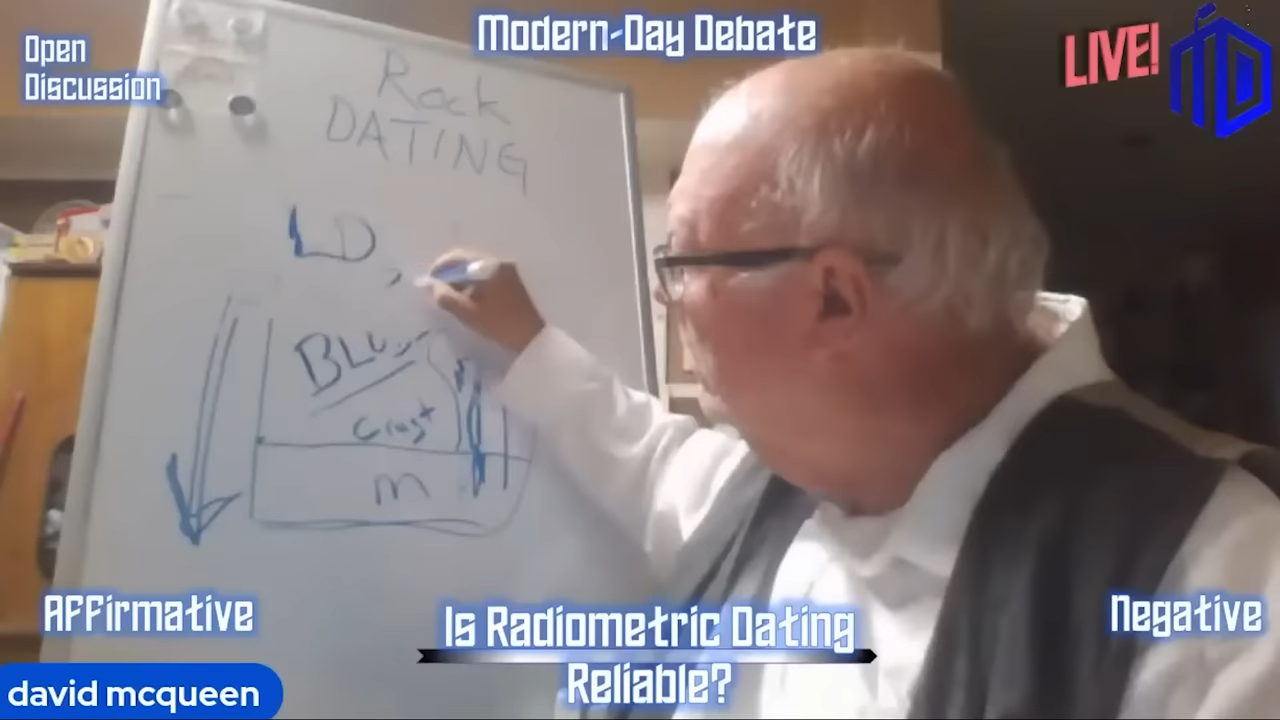 Modern-Day Debate
Open
Discussion
LIVE!
Rock
DATING
LD,
Crust
m
Affirmative
Is Radiometric Dating
Reliable?
Negative
david mcqueen